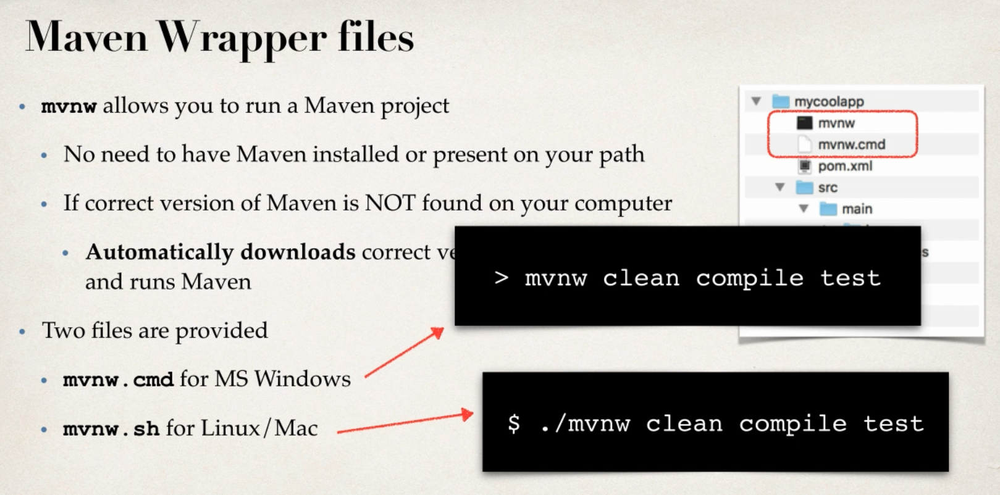 Maven Wrapper files
• mvnw allows you to run a Maven project
• No need to have Maven installed or present on your path
• If correct version of Maven is NOT found on your computer
• Automatically downloads correct
and runs Maven
• Two files are provided
• mvnw.cmd for MS Windows
• mvnw.sh for Linux/Mac
mycoolapp
mvnw
mvnw.cmd
pom.xml
src
main
> mvnw clean compile test
$ ./mvnw clean compile test